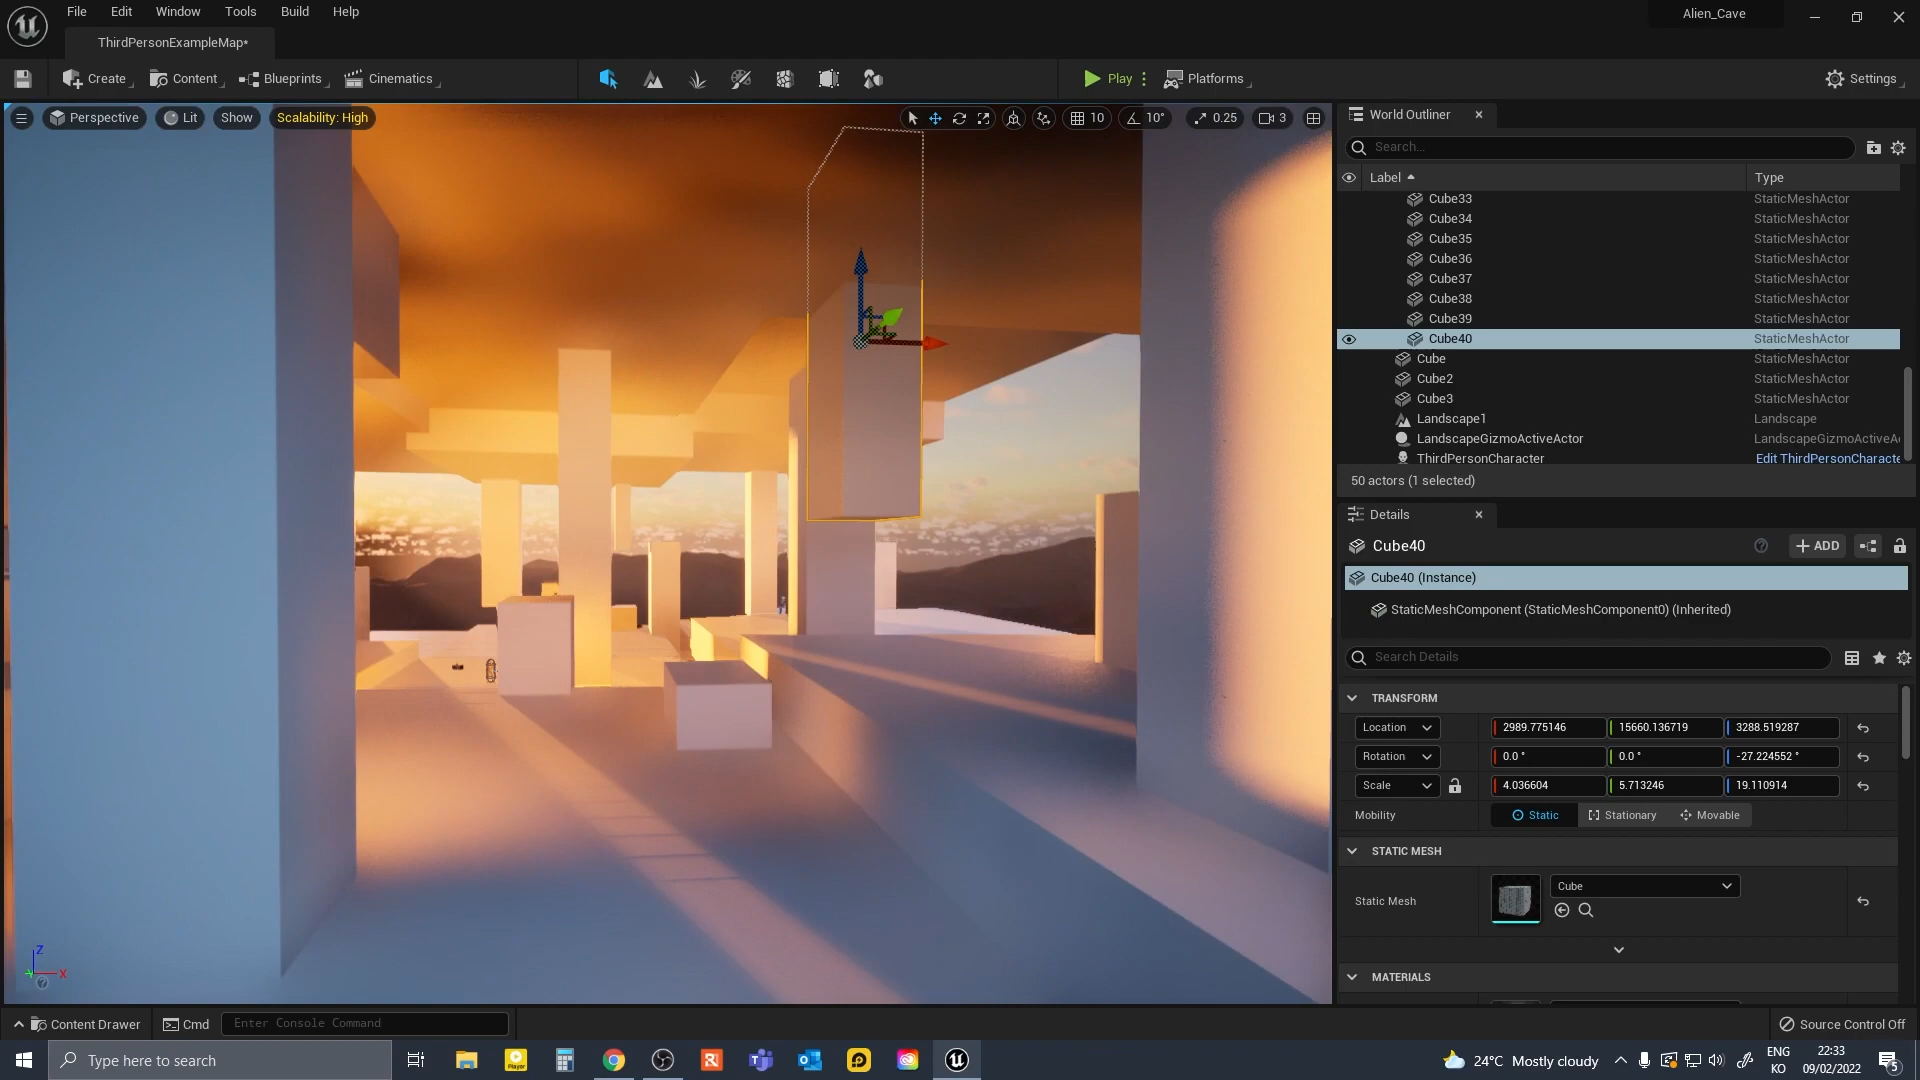 File Edit Window Tools Build Help
Alien_Cave
ThirdPersonExampleMap*
Create Content Blueprints Cinematics Play Platforms Settings
Perspective Lit Show Scalability: High 10 10° 0.25 3
World Outliner
Search...
Label Type
Cube33 StaticMeshActor
Cube34 StaticMeshActor
Cube35 StaticMeshActor
Cube36 StaticMeshActor
Cube37 StaticMeshActor
Cube38 StaticMeshActor
Cube39 StaticMeshActor
Cube40 StaticMeshActor
Cube StaticMeshActor
Cube2 StaticMeshActor
Cube3 StaticMeshActor
Landscape1 Landscape
LandscapeGizmoActiveActor LandscapeGizmoActiveA
ThirdPersonCharacter Edit ThirdPersonCharacte
50 actors (1 selected)
Details
Cube40 + ADD
Cube40 (Instance)
StaticMeshComponent (StaticMeshComponent0) (Inherited)
Search Details
TRANSFORM
Location 2989.775146 15660.136719 3288.519287
Rotation 0.0 ° 0.0 ° -27.224552 °
Scale 4.036604 5.713246 19.110914
Mobility Static Stationary Movable
STATIC MESH
Static Mesh Cube
MATERIALS
Z
X
Content Drawer Cmd Enter Console Command Source Control Off
Type here to search
Player
24°C Mostly cloudy
ENG
KO
22:33
09/02/2022
5